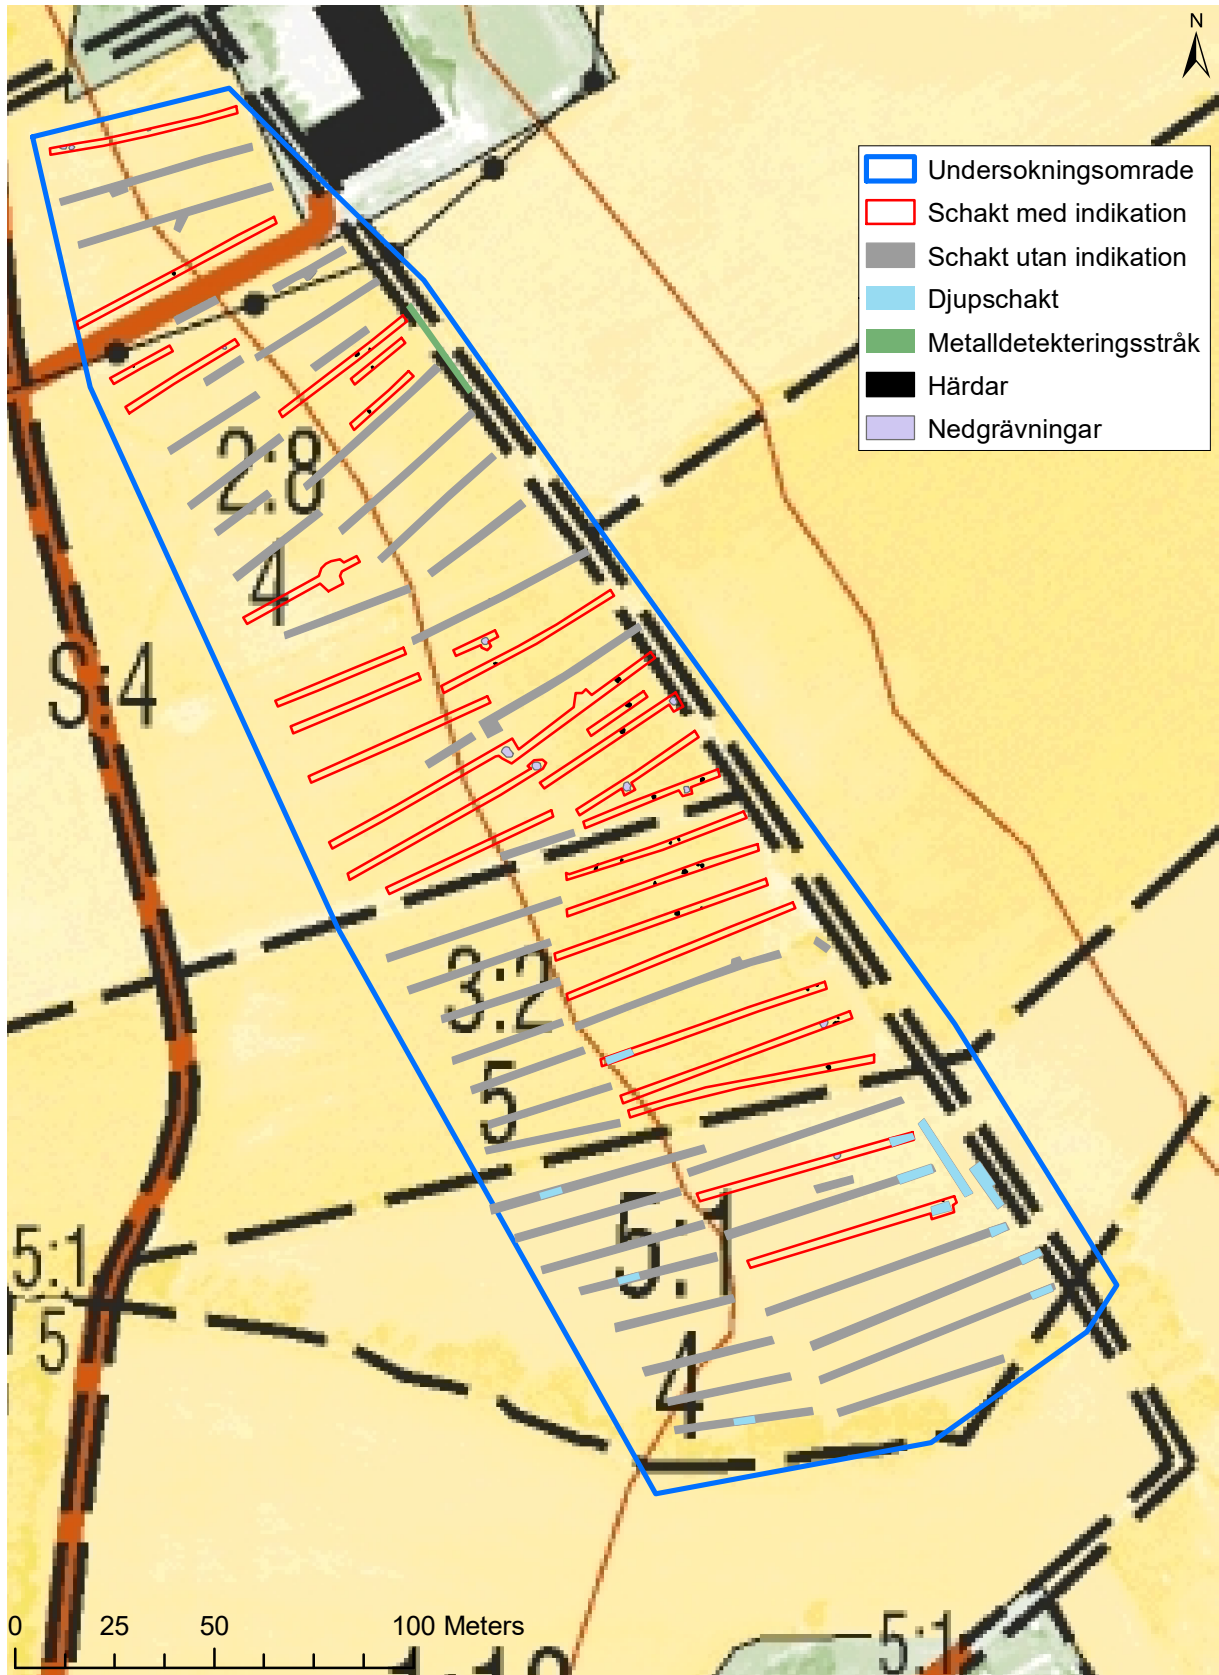 N
Undersokningsomrade
Schakt med indikation
Schakt utan indikation
Djupschakt
Metalldetekteringsstråk
Härdar
Nedgrävningar
2:8
4
S:4
3:2
5
5:1
4
5:1
5
5:1
0 25 50 100 Meters